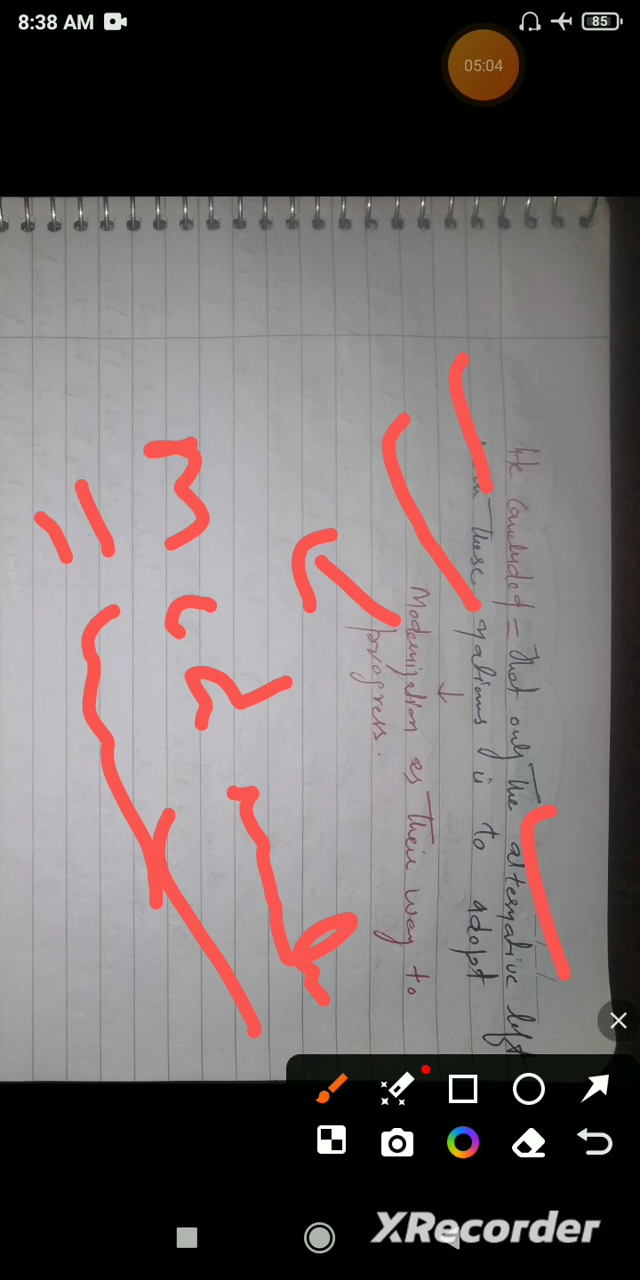 8:38 AM
85
05:04
He concluded - that only the alternative left
these nations is to adopt
↓
Modernization as their way to
progress.
XRecorder